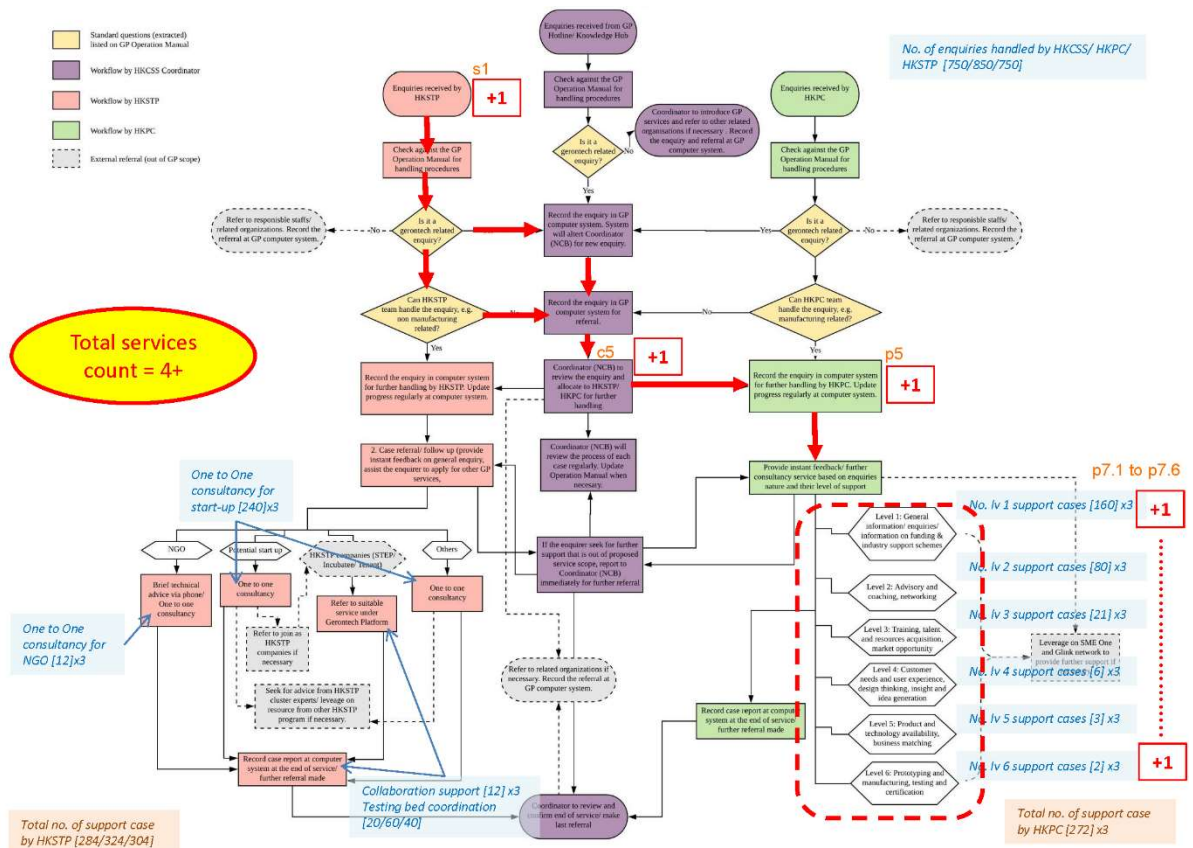 Standard questions (extracted)
listed on GP Operation Manual
Workflow by HKCSS Coordinator
Workflow by HKSTP
Workflow by HKPC
External referral (out of GP scope)
Enquiries received from GP
Hotline/ Knowledge Hub
No. of enquiries handled by HKCSS/ HKPC/
HKSTP [750/850/750]
s1
+1
Enquiries received by
HKSTP
Check against the GP
Operation Manual for
handling procedures
Enquiries received by
HKPC
Coordinator to introduce GP
services and refer to other related
organisations if necessary . Record
the enquiry and referral at GP
computer system.
Is it a
gerontech related
enquiry?
No
Yes
Check against the GP
Operation Manual for
handling procedures
Check against the GP
Operation Manual for
handling procedures
Refer to responisble staffs/
related organizations. Record the
referral at GP computer system.
No
Is it a
gerontech related
enquiry?
Record the enquiry in GP
computer system. System
will altert Coordinator
(NCB) for new enquiry.
Yes
Is it a
gerontech related
enquiry?
No
Refer to responisble staffs/
related organizations. Record the
referral at GP computer system.
Can HKSTP
team handle the enquiry, e.g.
non manufacturing
related?
Record the enquiry in GP
computer system for
referral.
No
Can HKPC team
handle the enquiry, e.g.
manufacturing related?
Total services
count = 4+
Yes
c5
+1
Yes
p5
+1
Record the enquiry in computer system
for further handling by HKSTP. Update
progress regularly at computer system.
Coordinator (NCB) to
review the enquiry and
allocate to HKSTP/
HKPC for further
handling
Record the enquiry in computer system
for further handling by HKPC. Update
progress regularly at computer system.
2. Case referral/ follow up (provide
instant feedback on general enquiry,
assist the enquirer to apply for other GP
services,
Coordinator (NCB) will
review the process of each
case regularly. Update
Operation Manual when
necesary.
Provide instant feedback/ further
consultancy service based on enquiries
nature and their level of support
p7.1 to p7.6
One to One
consultancy for
start-up [240]x3
No. lv 1 support cases [160] x3
+1
Level 1: General
information/ enquiries/
information on funding &
industry support schemes
NGO
Potential start up
HKSTP companies (STEP/
Incubatee/ Tenant)
Others
If the enquirer seek for further
support that is out of proposed
service scope, report to
Coordinator (NCB)
immediately for further referral
No. lv 2 support cases [80] x3
Level 2: Advisory and
coaching, networking
Brief technical
advice via phone/
One to one
consultancy
One to one
consultancy
Refer to suitable
service under
Gerontech Platform
One to one
consultancy
No. lv 3 support cases [21] x3
Level 3: Training, talent
and resources acquisition,
market opportunity
One to One
consultancy for
NGO [12]x3
Refer to join as
HKSTP
companies if
necessary
Leverage on SME One
and Glink network to
provide further support if
No. lv 4 support cases [6] x3
Refer to related organizations if
necessary. Record the referral at
GP computer system.
Level 4: Customer
needs and user experience,
design thinking, insight and
idea generation
Seek for advice from HKSTP
cluster experts/ leverage on
resource from other HKSTP
program if necessary.
Record case report at computer
system at the end of service/
further referral made
No. lv 5 support cases [3] x3
Level 5: Product and
technology availability,
business matching
Record case report at computer
system at the end of service/
further referral made
No. lv 6 support cases [2] x3
+1
Level 6: Prototyping and
manufacturing, testing and
certification
Collaboration support [12] x3
Testing bed coordination
[20/60/40]
Coordinator to review and
confirm end of service/ make
last referral
Total no. of support case
by HKSTP [284/324/304]
Total no. of support case
by HKPC [272] x3